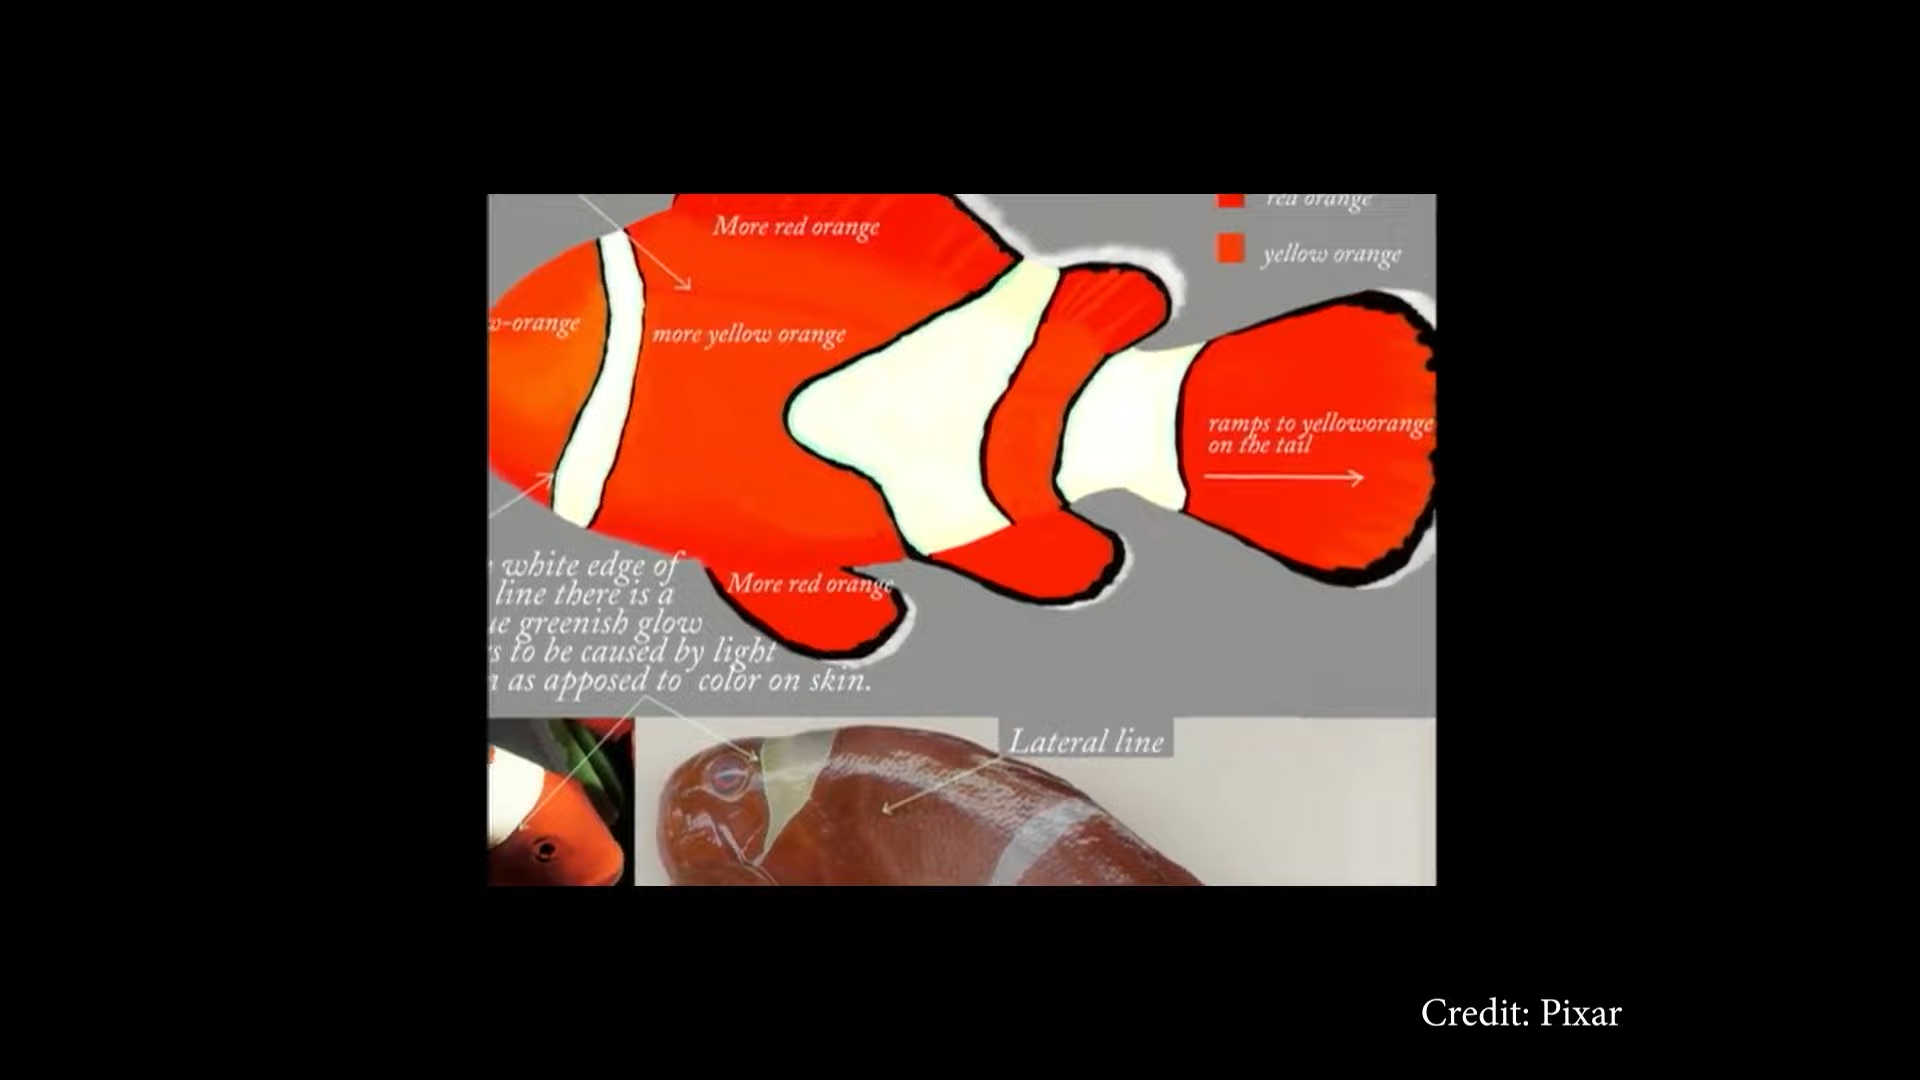 More red orange
red orange
yellow orange
w-orange
more yellow orange
ramps to yelloworange
on the tail
white edge of
line there is a
More red orange
greenish glow
to be caused by light
as apposed to color on skin.
Lateral line
Credit: Pixar